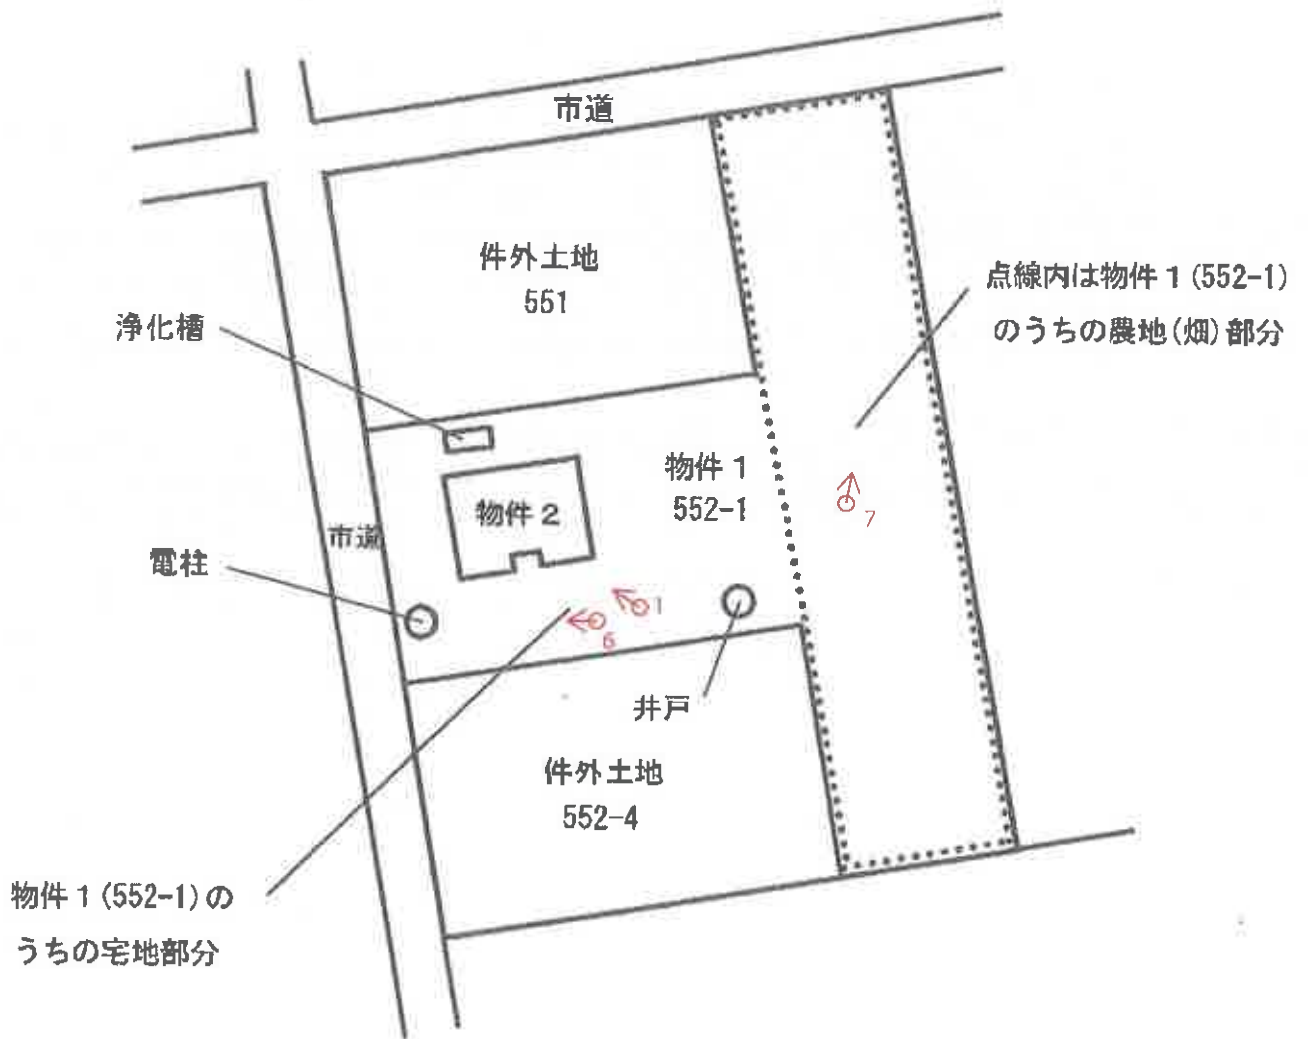 市道
件外土地
551
点線内は物件1(552-1)
のうちの農地(畑)部分
浄化槽
物件1
552-1
物件2
7
市道
電柱
1
6
井戸
件外土地
552-4
物件1(552-1)の
うちの宅地部分